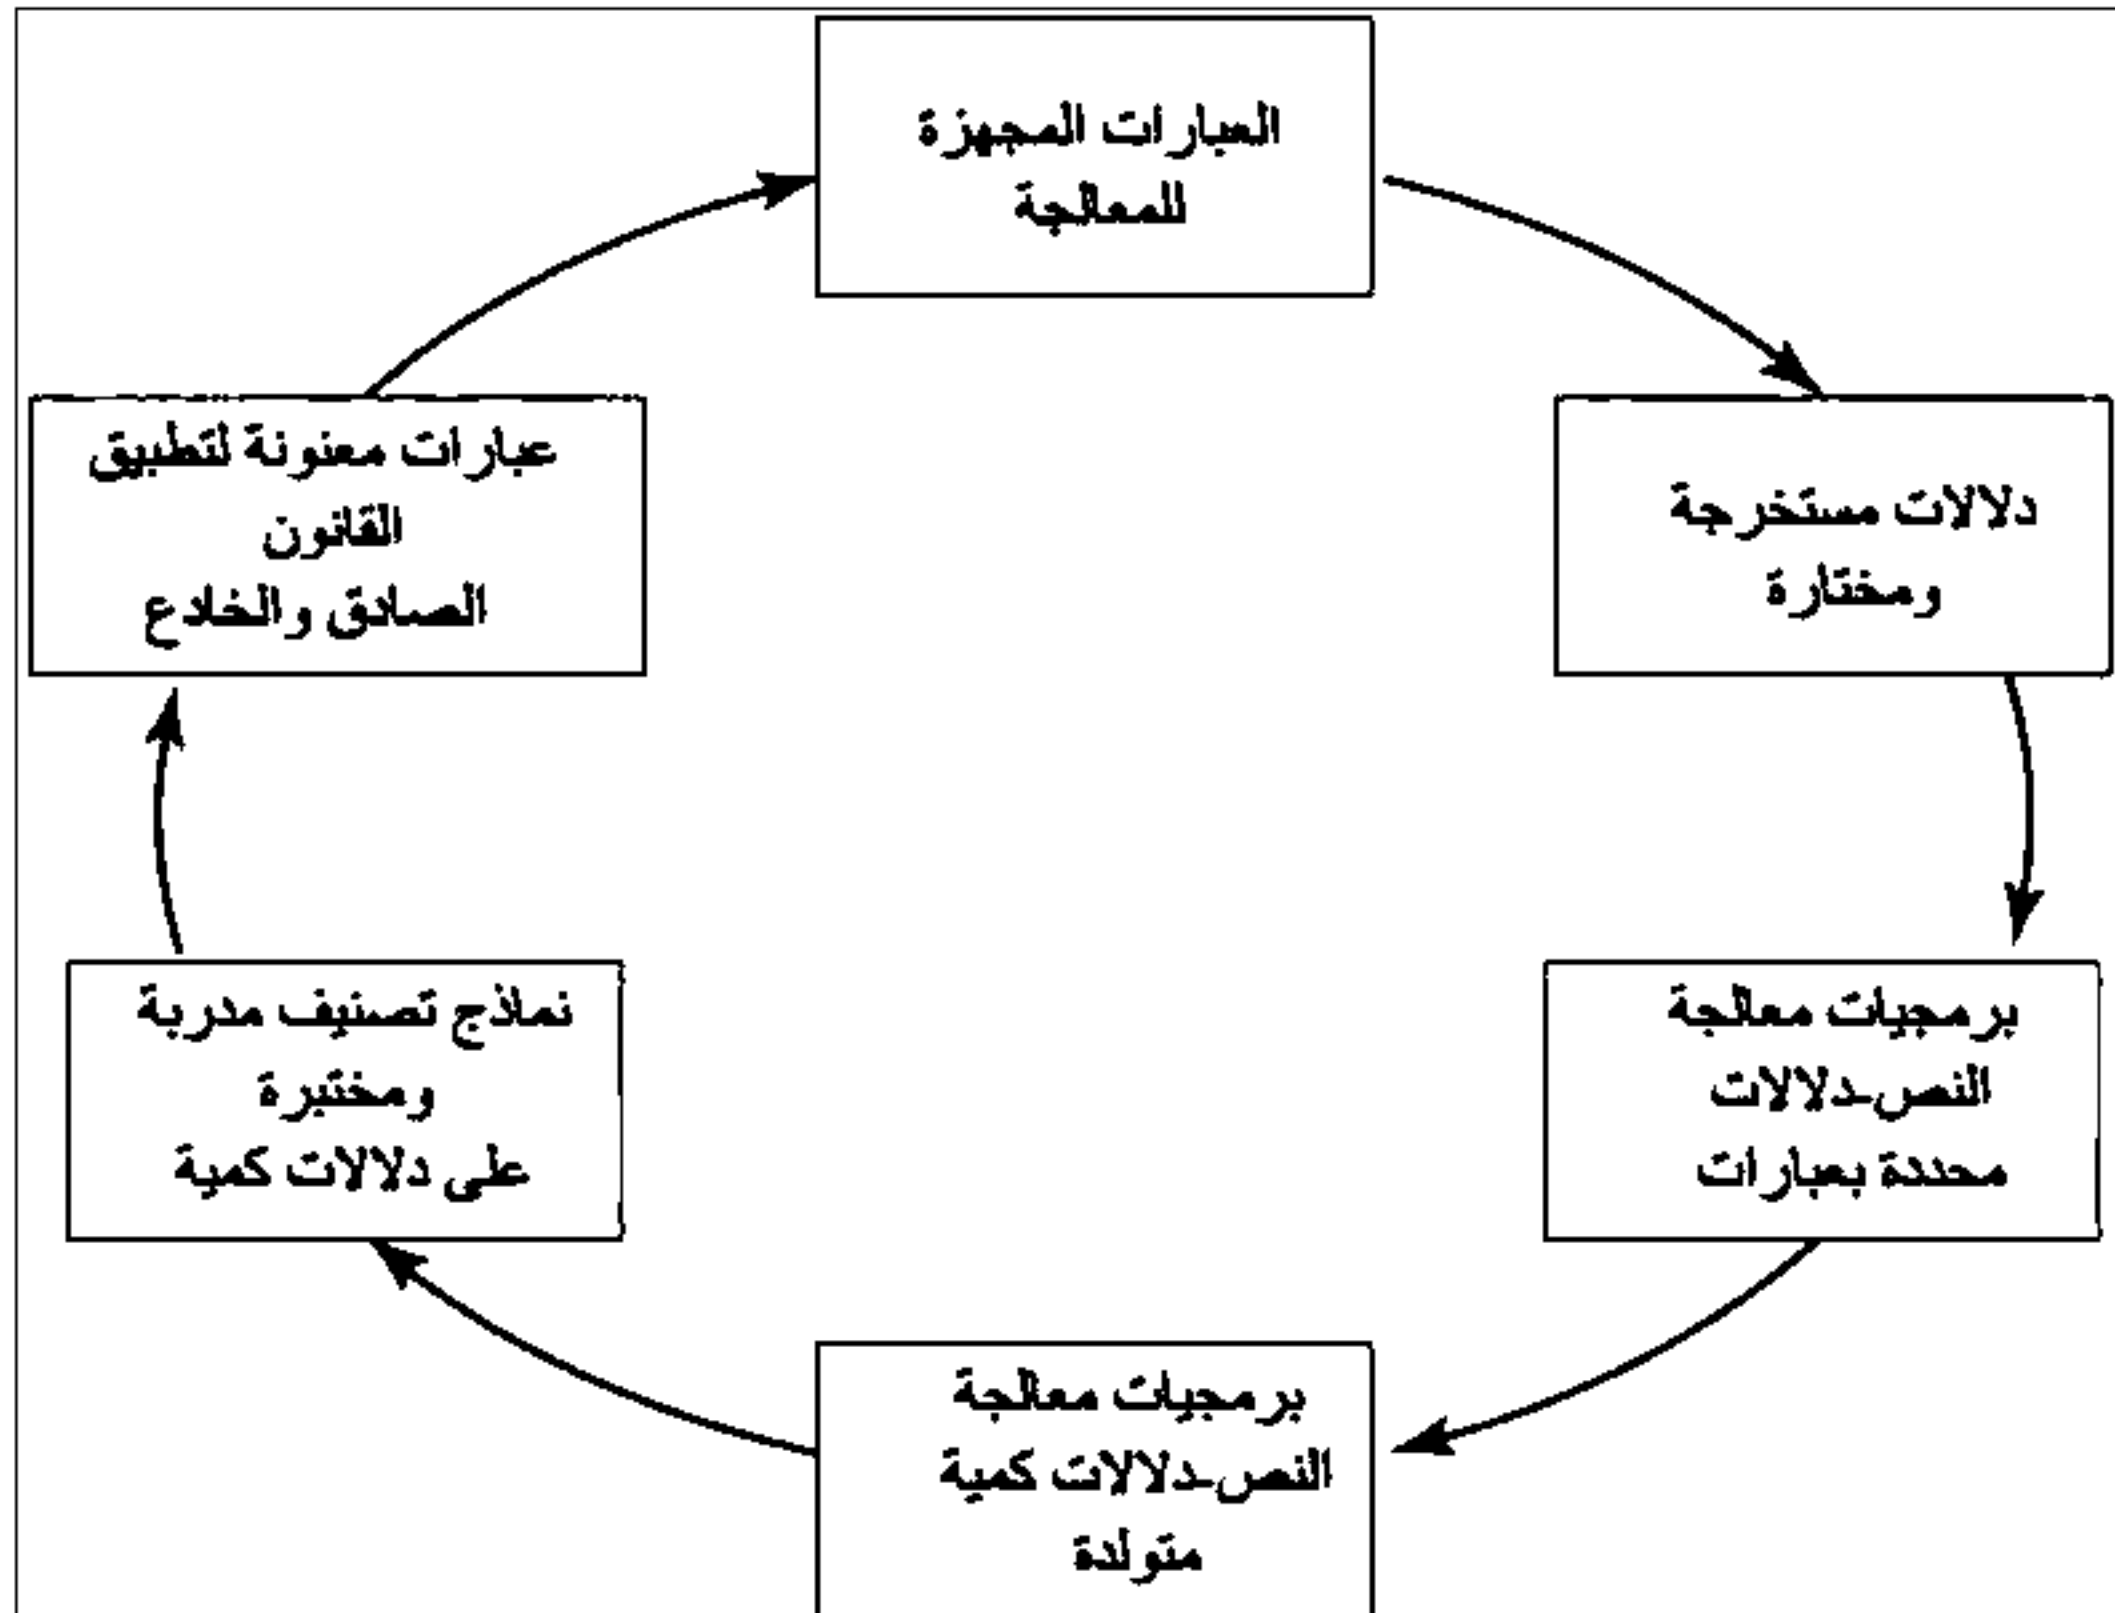 العبارات المجهزة
للمعالجة
دلالات مستخرجة
ومختارة
برمجيات معالجة
النص-دلالات
محددة بعبارات
برمجيات معالجة
النص-دلالات كمية
متولدة
نماذج تصنيف مدربة
ومختبرة
على دلالات كمية
عبارات معنونة لتطبيق
القانون
الصادق والخادع